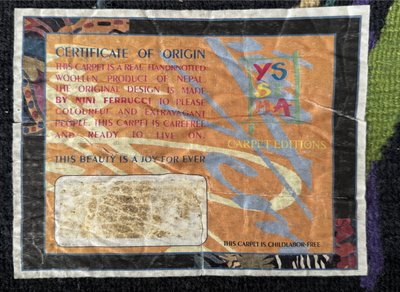 CERTIFICATE OF ORIGIN
THIS CARPET IS A REAL HANDKNOTTED
WOOLLEN PRODUCT OF NEPAL
THE ORIGINAL DESIGN IS MADE
BY NINI FERRUCCI TO PLEASE
COLOURFUL AND EXTRAVAGANT
PEOPLE. THIS CARPET IS CAREFREE
AND READY TO LIVE ON.
THIS BEAUTY IS A JOY FOR EVER
YS
S
HA
CARPET EDITIONS
THIS CARPET IS CHILDLABOR-FREE